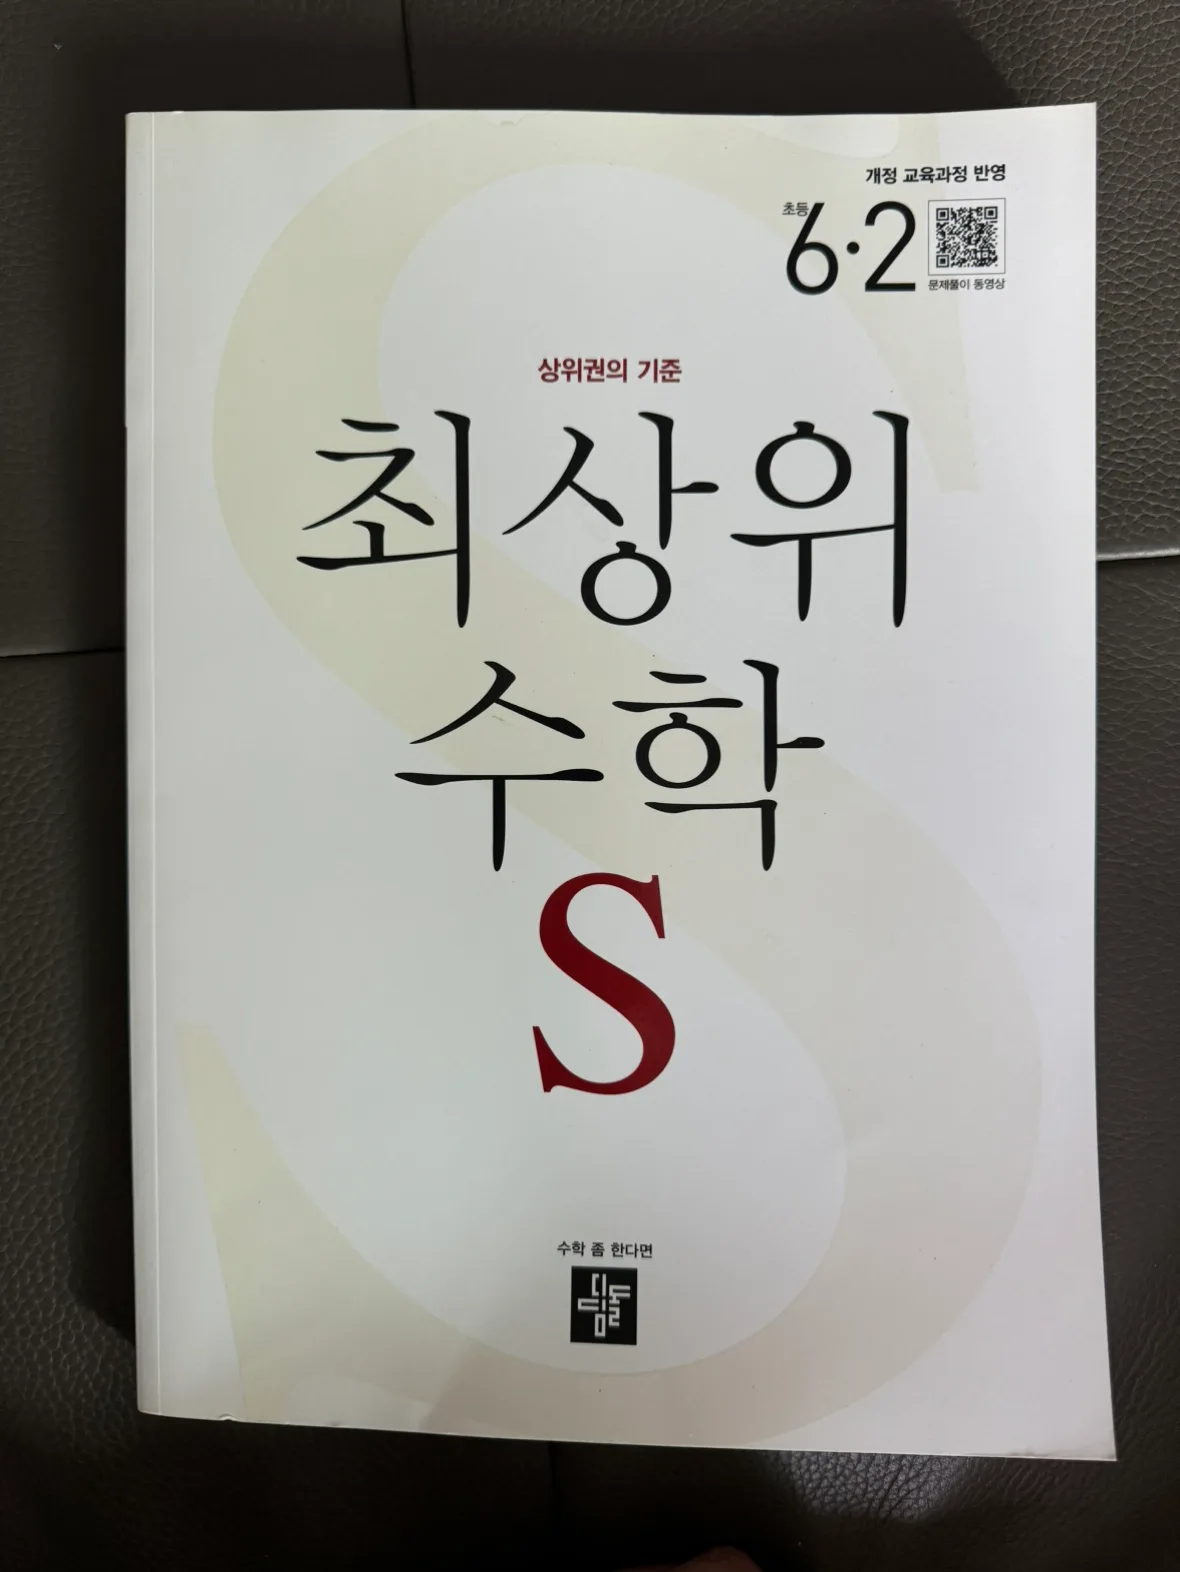 개정 교육과정 반영
초등 6·2
문제풀이 동영상
상위권의 기준
최상위
수학
S
수학 좀 한다면
디딤돌